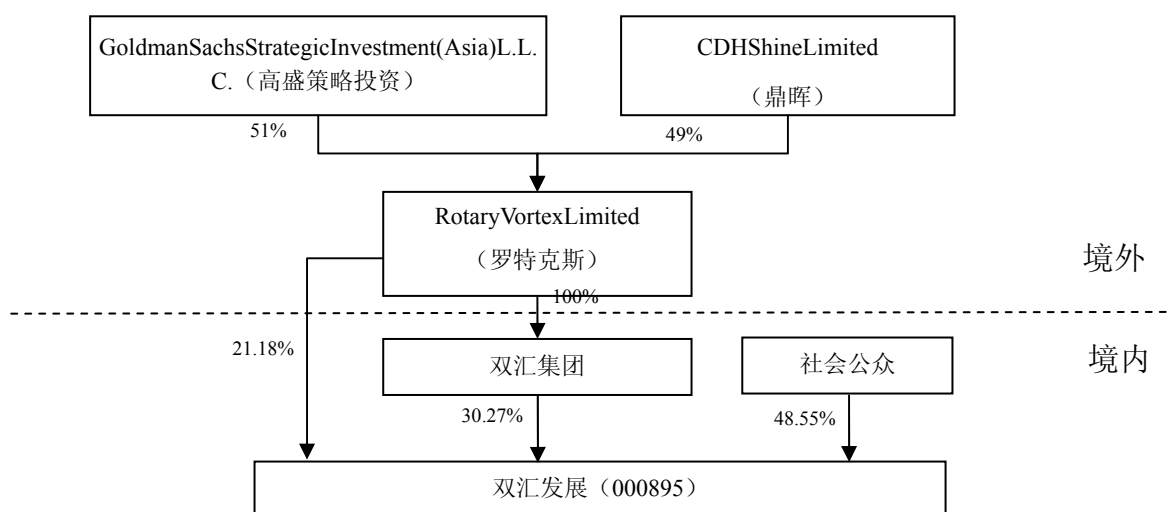 GoldmanSachsStrategicInvestment(Asia)L.L.
C.（高盛策略投资）
CDHShineLimited
（鼎晖）
51%
49%
RotaryVortexLimited
（罗特克斯）
境外
100%
21.18%
双汇集团
社会公众
境内
30.27%
48.55%
双汇发展（000895）